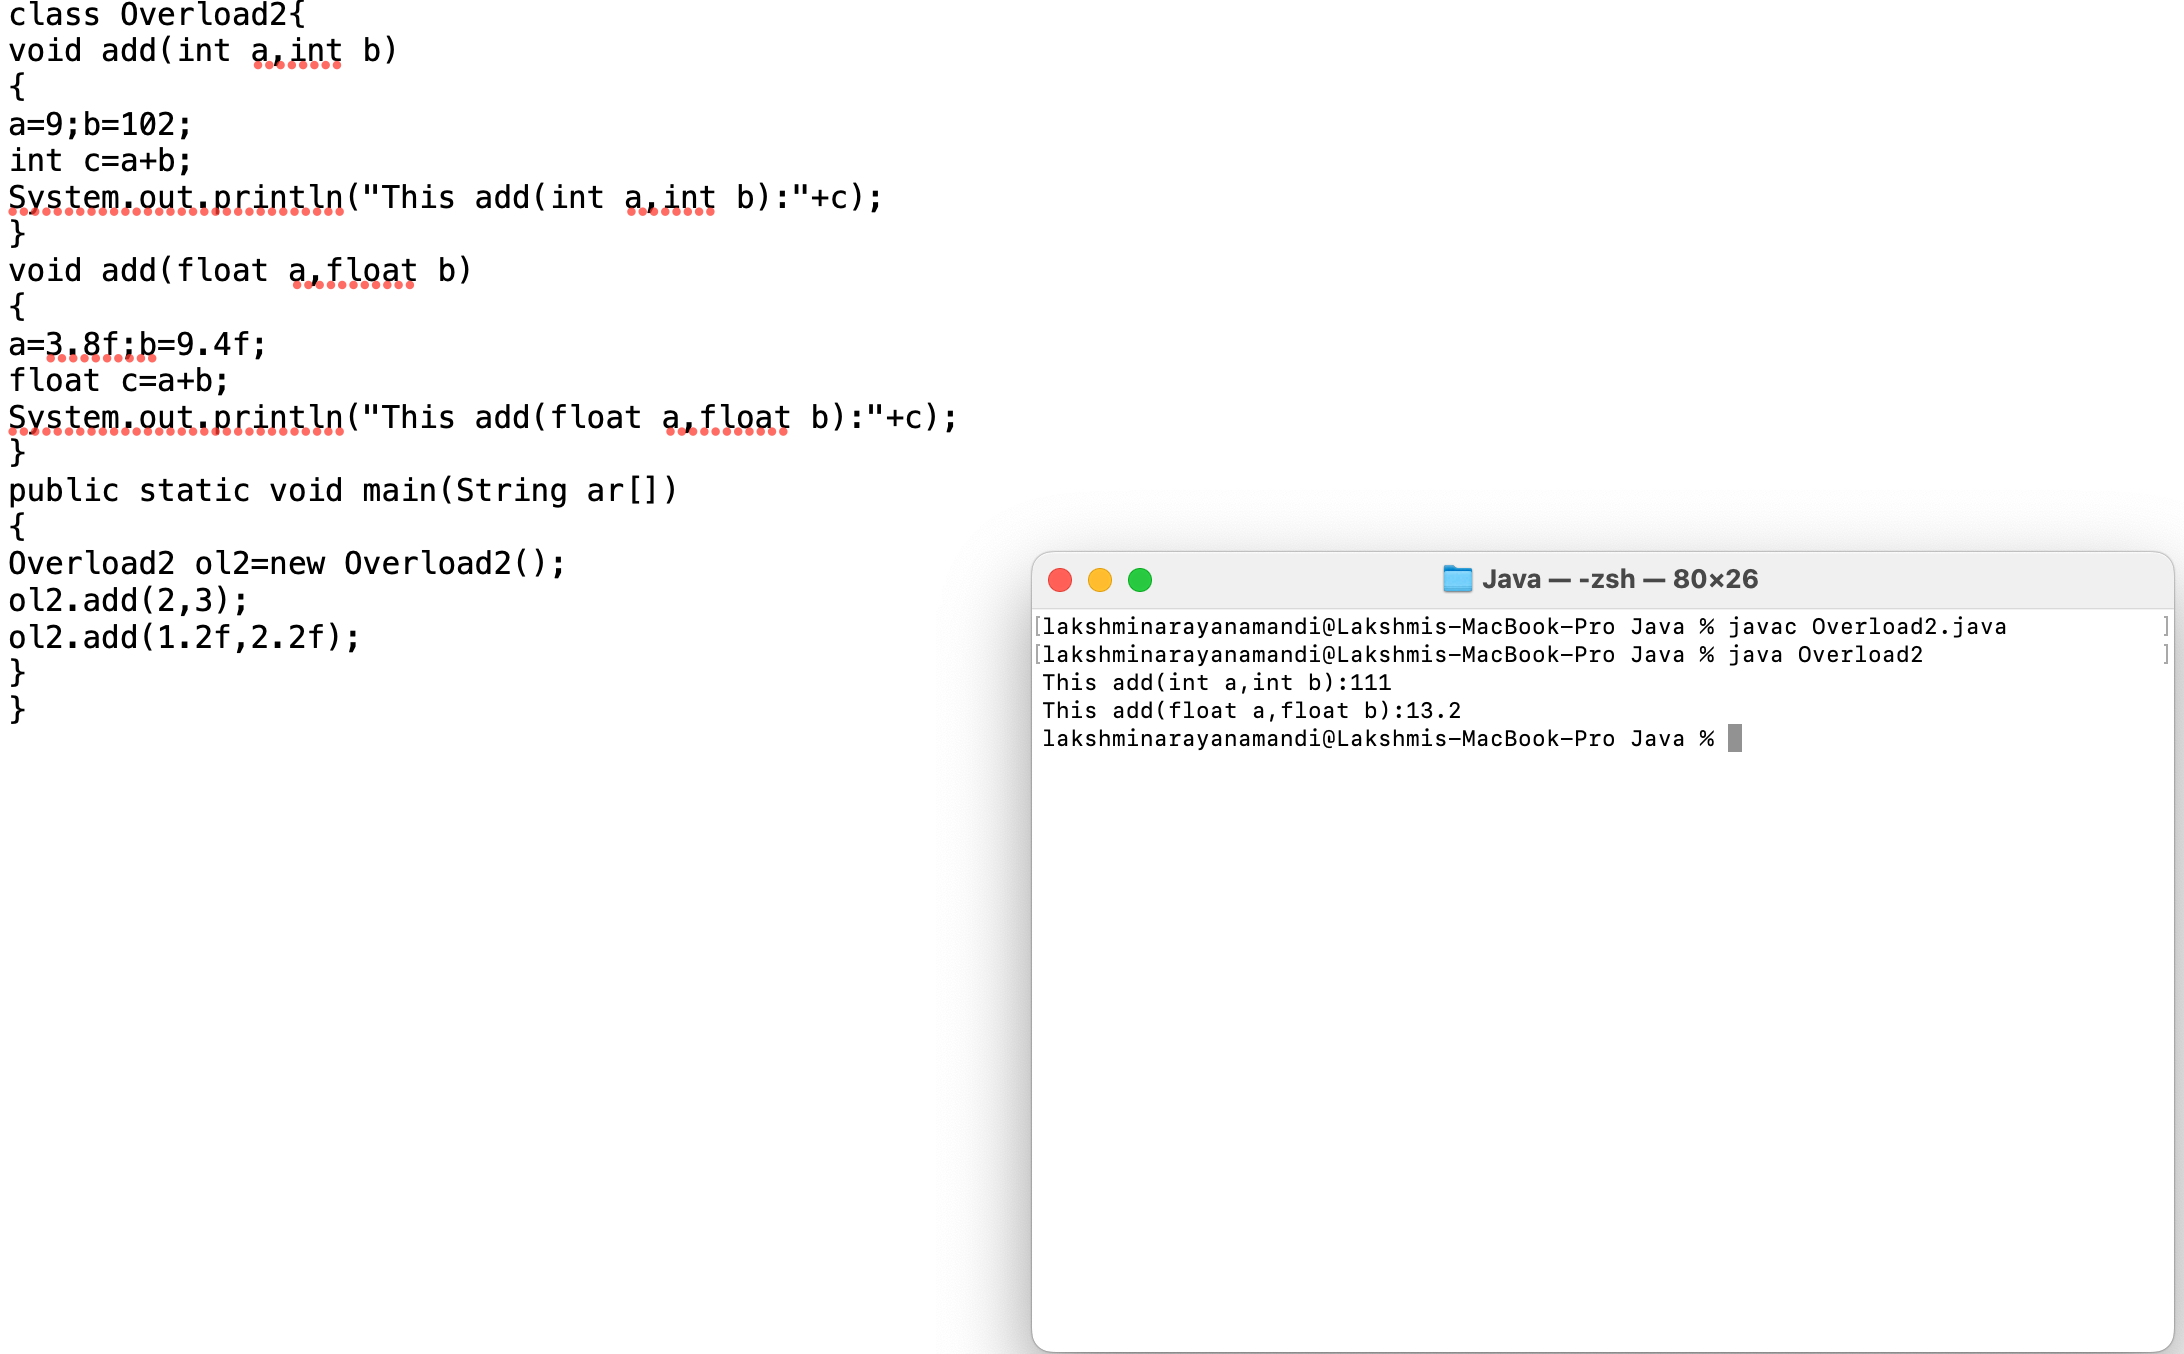 class Overload2{
void add(int a,int b)
{
a=9;b=102;
int c=a+b;
System.out.println("This add(int a,int b):"+c);
}
void add(float a,float b)
{
a=3.8f;b=9.4f;
float c=a+b;
System.out.println("This add(float a,float b):"+c);
}
public static void main(String ar[])
{
Overload2 ol2=new Overload2();
ol2.add(2,3);
ol2.add(1.2f,2.2f);
}
}
Java — -zsh — 80×26
[lakshminarayanamandi@Lakshmis-MacBook-Pro Java % javac Overload2.java ]
[lakshminarayanamandi@Lakshmis-MacBook-Pro Java % java Overload2 ]
This add(int a,int b):111
This add(float a,float b):13.2
lakshminarayanamandi@Lakshmis-MacBook-Pro Java %